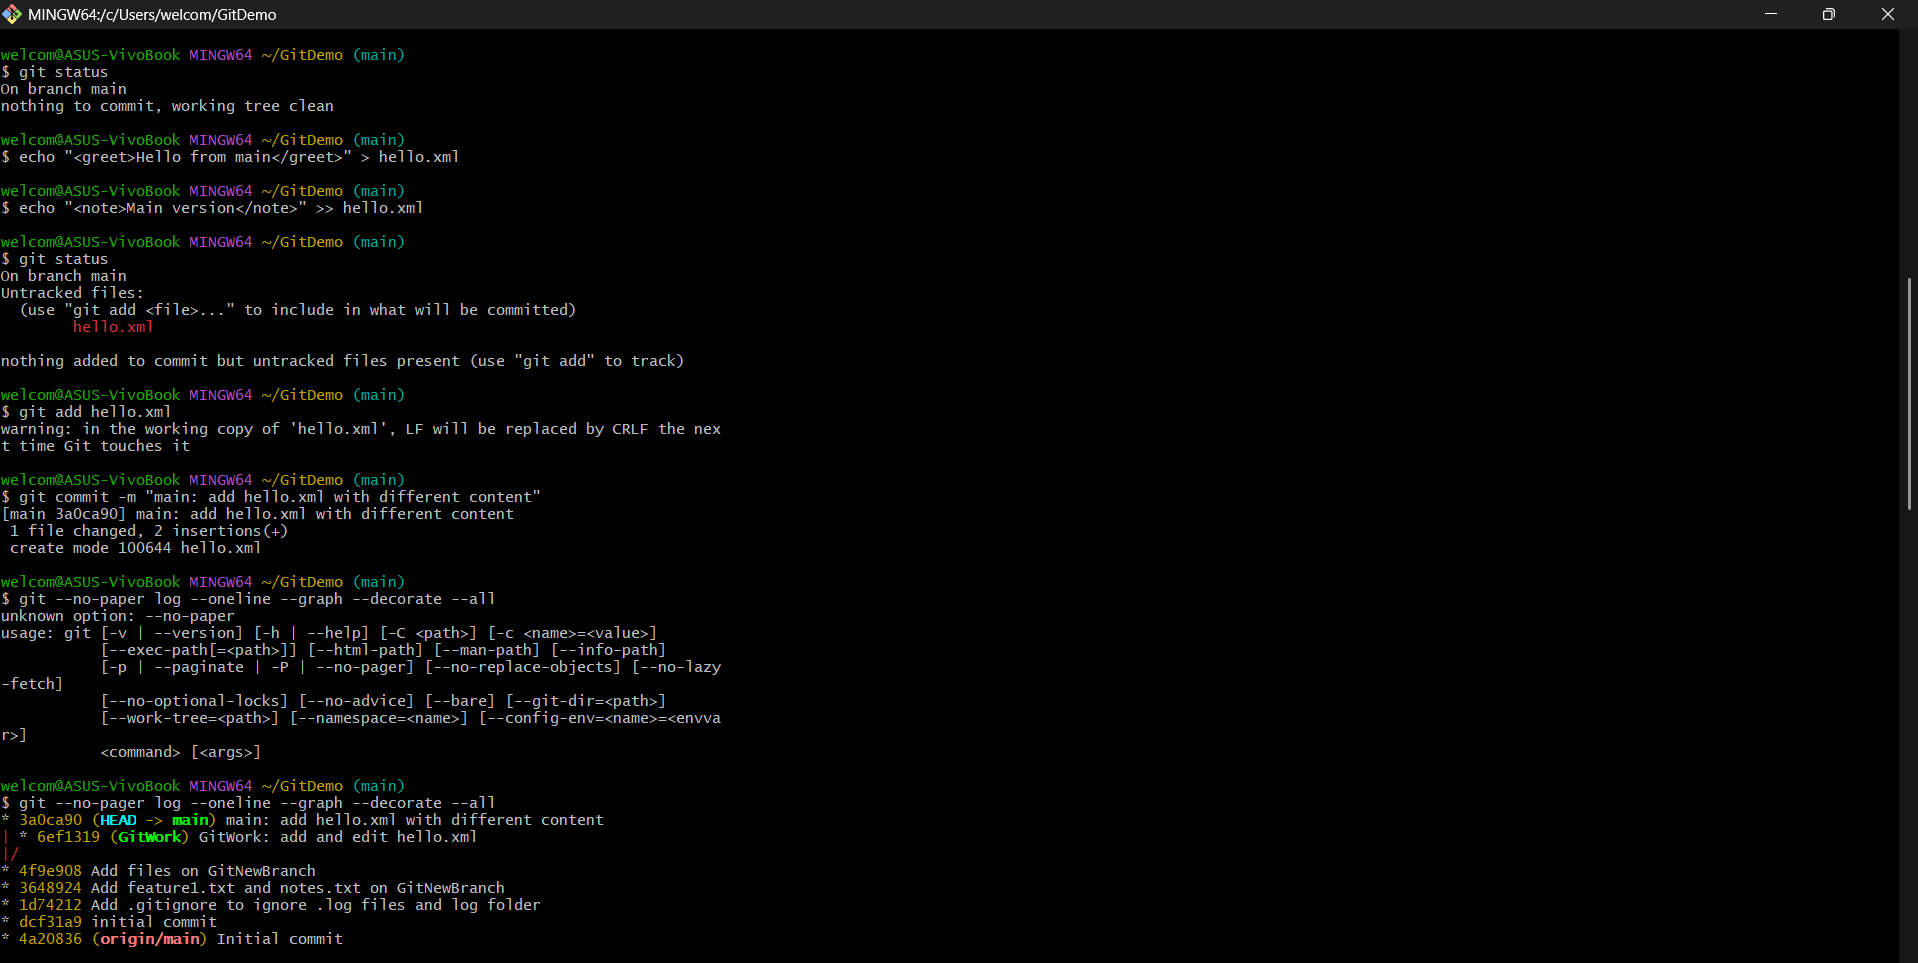 MINGW64:/c/Users/welcom/GitDemo
welcom@ASUS-VivoBook MINGW64 ~/GitDemo (main)
$ git status
On branch main
nothing to commit, working tree clean
welcom@ASUS-VivoBook MINGW64 ~/GitDemo (main)
$ echo "<greet>Hello from main</greet>" > hello.xml
welcom@ASUS-VivoBook MINGW64 ~/GitDemo (main)
$ echo "<note>Main version</note>" >> hello.xml
welcom@ASUS-VivoBook MINGW64 ~/GitDemo (main)
$ git status
On branch main
Untracked files:
  (use "git add <file>..." to include in what will be committed)
        hello.xml
nothing added to commit but untracked files present (use "git add" to track)
welcom@ASUS-VivoBook MINGW64 ~/GitDemo (main)
$ git add hello.xml
warning: in the working copy of 'hello.xml', LF will be replaced by CRLF the nex
t time Git touches it
welcom@ASUS-VivoBook MINGW64 ~/GitDemo (main)
$ git commit -m "main: add hello.xml with different content"
[main 3a0ca90] main: add hello.xml with different content
 1 file changed, 2 insertions(+)
 create mode 100644 hello.xml
welcom@ASUS-VivoBook MINGW64 ~/GitDemo (main)
$ git --no-paper log --oneline --graph --decorate --all
unknown option: --no-paper
usage: git [-v | --version] [-h | --help] [-C <path>] [-c <name>=<value>]
           [--exec-path[=<path>]] [--html-path] [--man-path] [--info-path]
           [-p | --paginate | -P | --no-pager] [--no-replace-objects] [--no-lazy
-fetch]
           [--no-optional-locks] [--no-advice] [--bare] [--git-dir=<path>]
           [--work-tree=<path>] [--namespace=<name>] [--config-env=<name>=<envva
r>]
           <command> [<args>]
welcom@ASUS-VivoBook MINGW64 ~/GitDemo (main)
$ git --no-pager log --oneline --graph --decorate --all
* 3a0ca90 (HEAD -> main) main: add hello.xml with different content
| * 6ef1319 (GitWork) GitWork: add and edit hello.xml
|/
* 4f9e908 Add files on GitNewBranch
* 3648924 Add feature1.txt and notes.txt on GitNewBranch
* 1d74212 Add .gitignore to ignore .log files and log folder
* dcf31a9 initial commit
* 4a20836 (origin/main) Initial commit